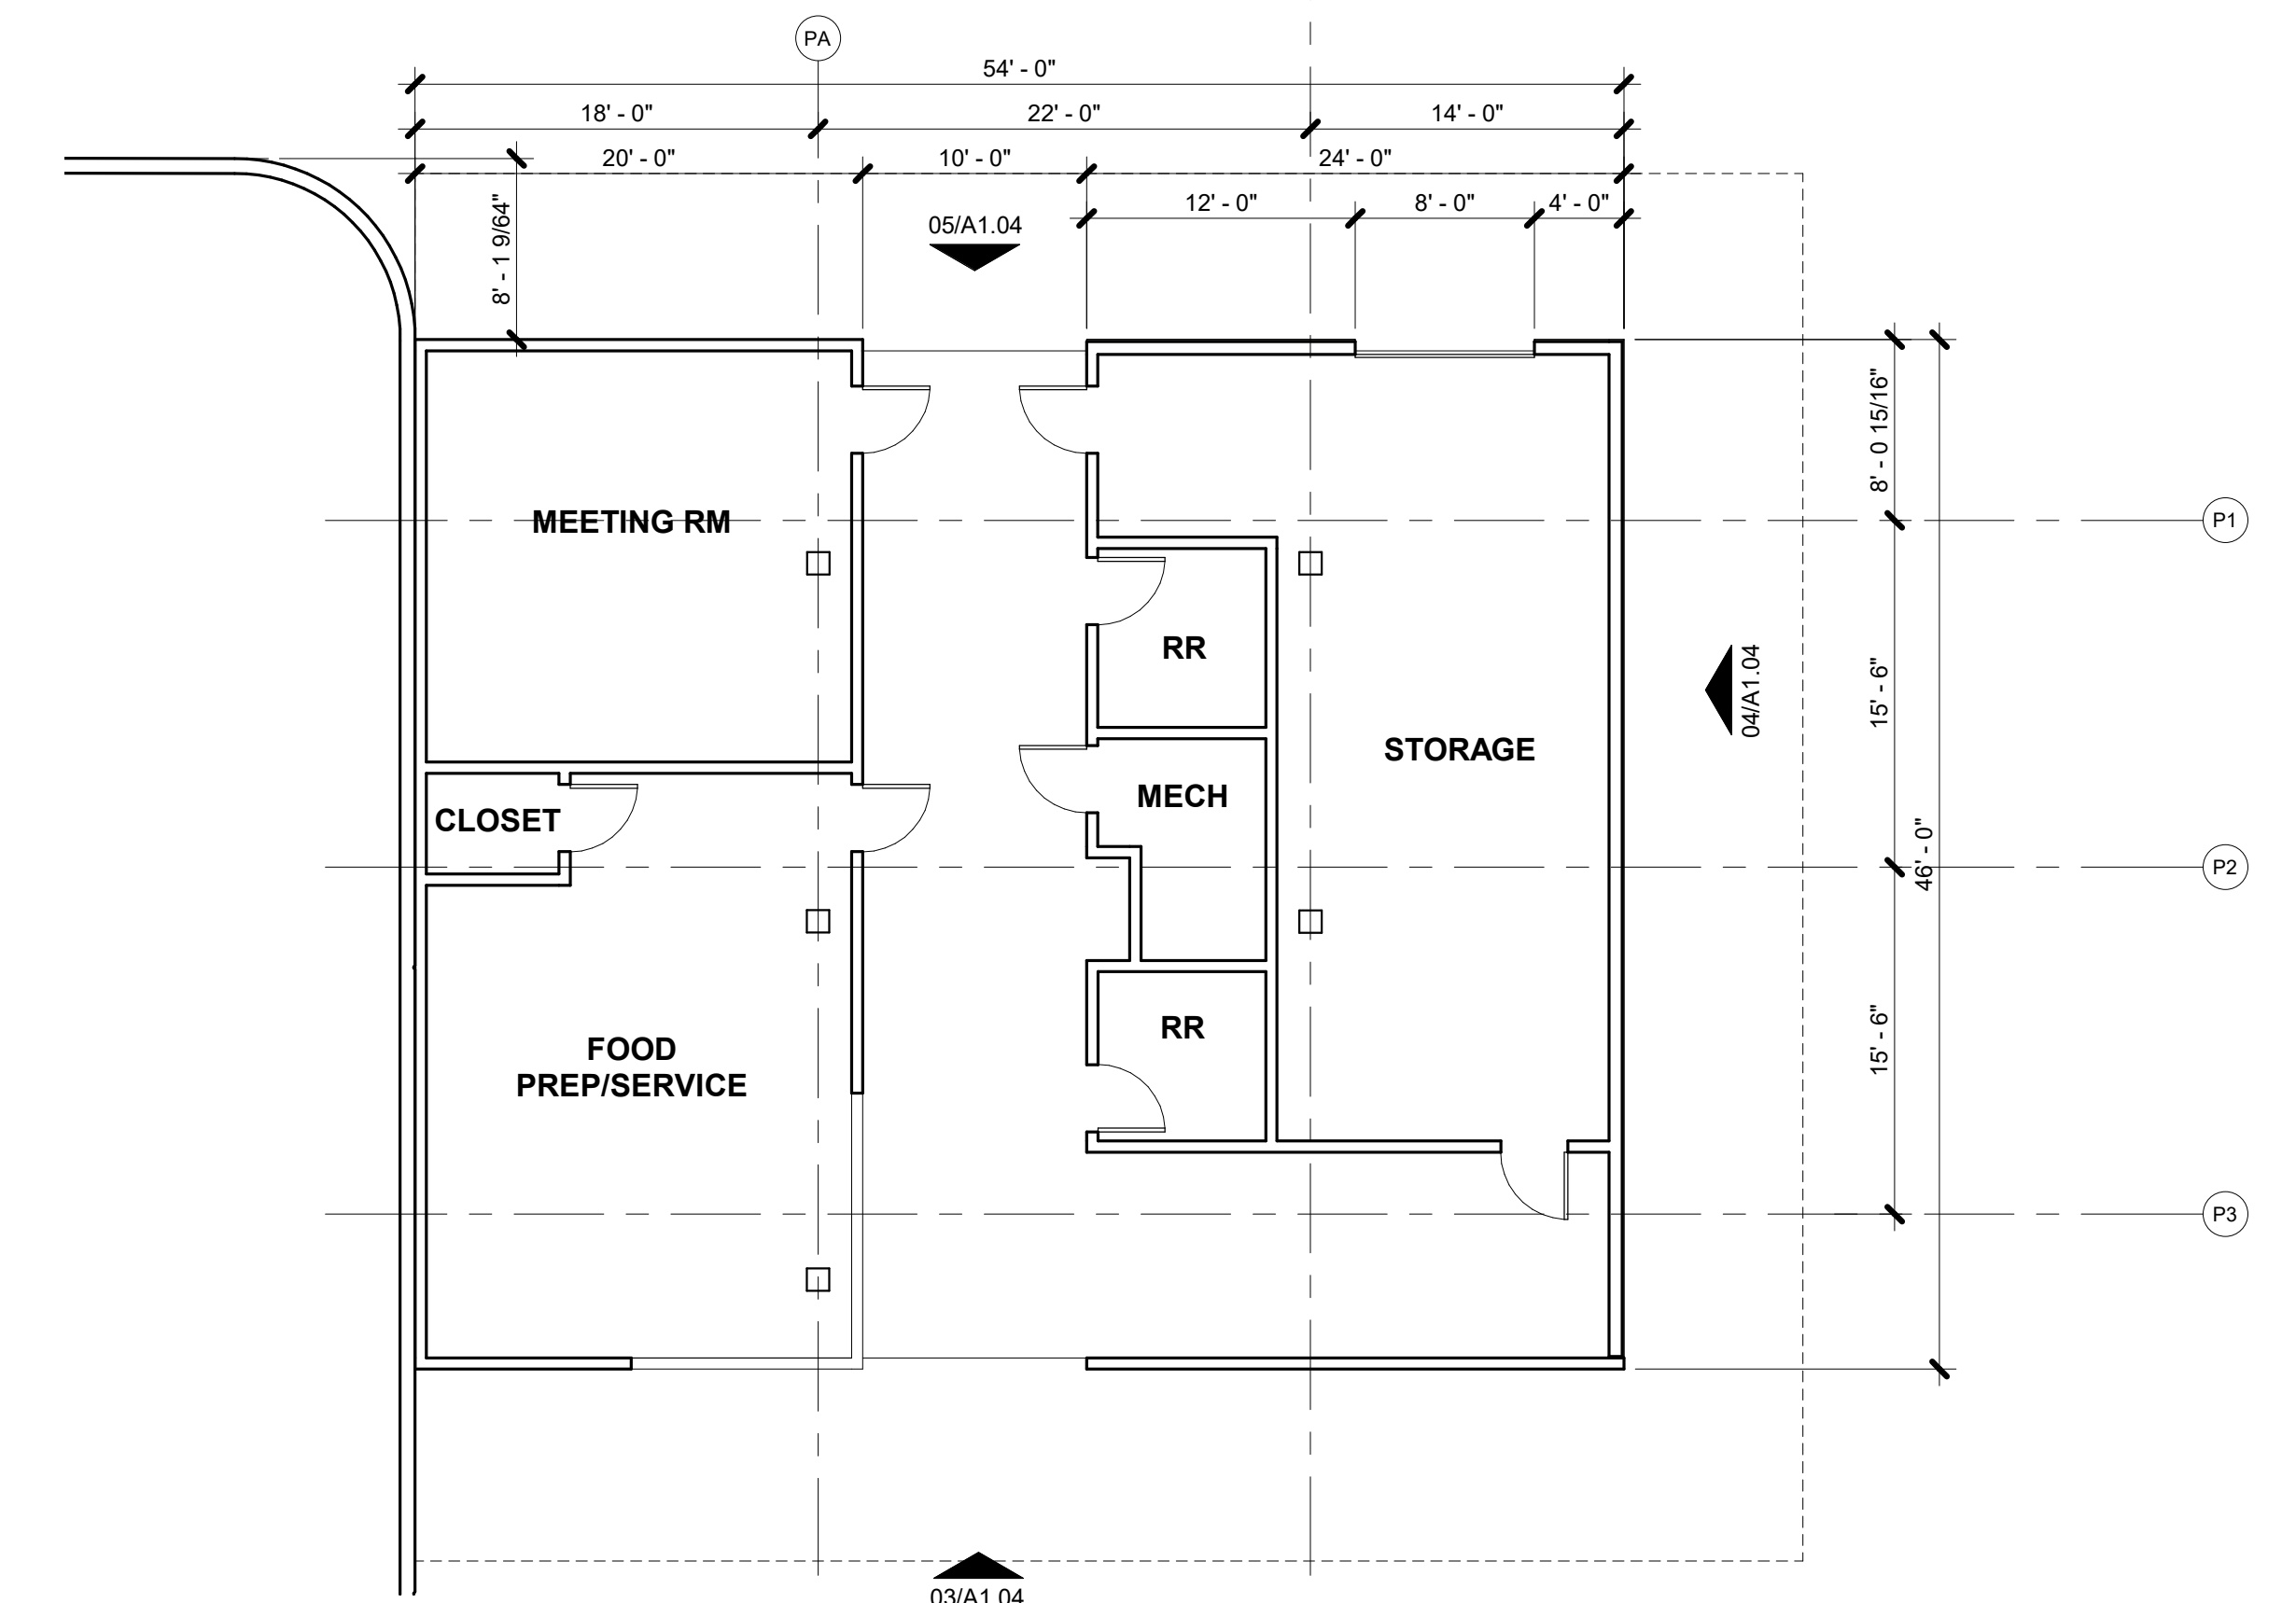 PA
54' - 0"
18' - 0"
22' - 0"
14' - 0"
20' - 0"
10' - 0"
24' - 0"
12' - 0"
8' - 0"
4' - 0"
8' - 1 9/64"
05/A1.04
8' - 0 15/16"
MEETING RM
P1
RR
15' - 6"
04/A1.04
STORAGE
MECH
CLOSET
46' - 0"
P2
RR
FOOD
PREP/SERVICE
15' - 6"
P3
03/A1.04